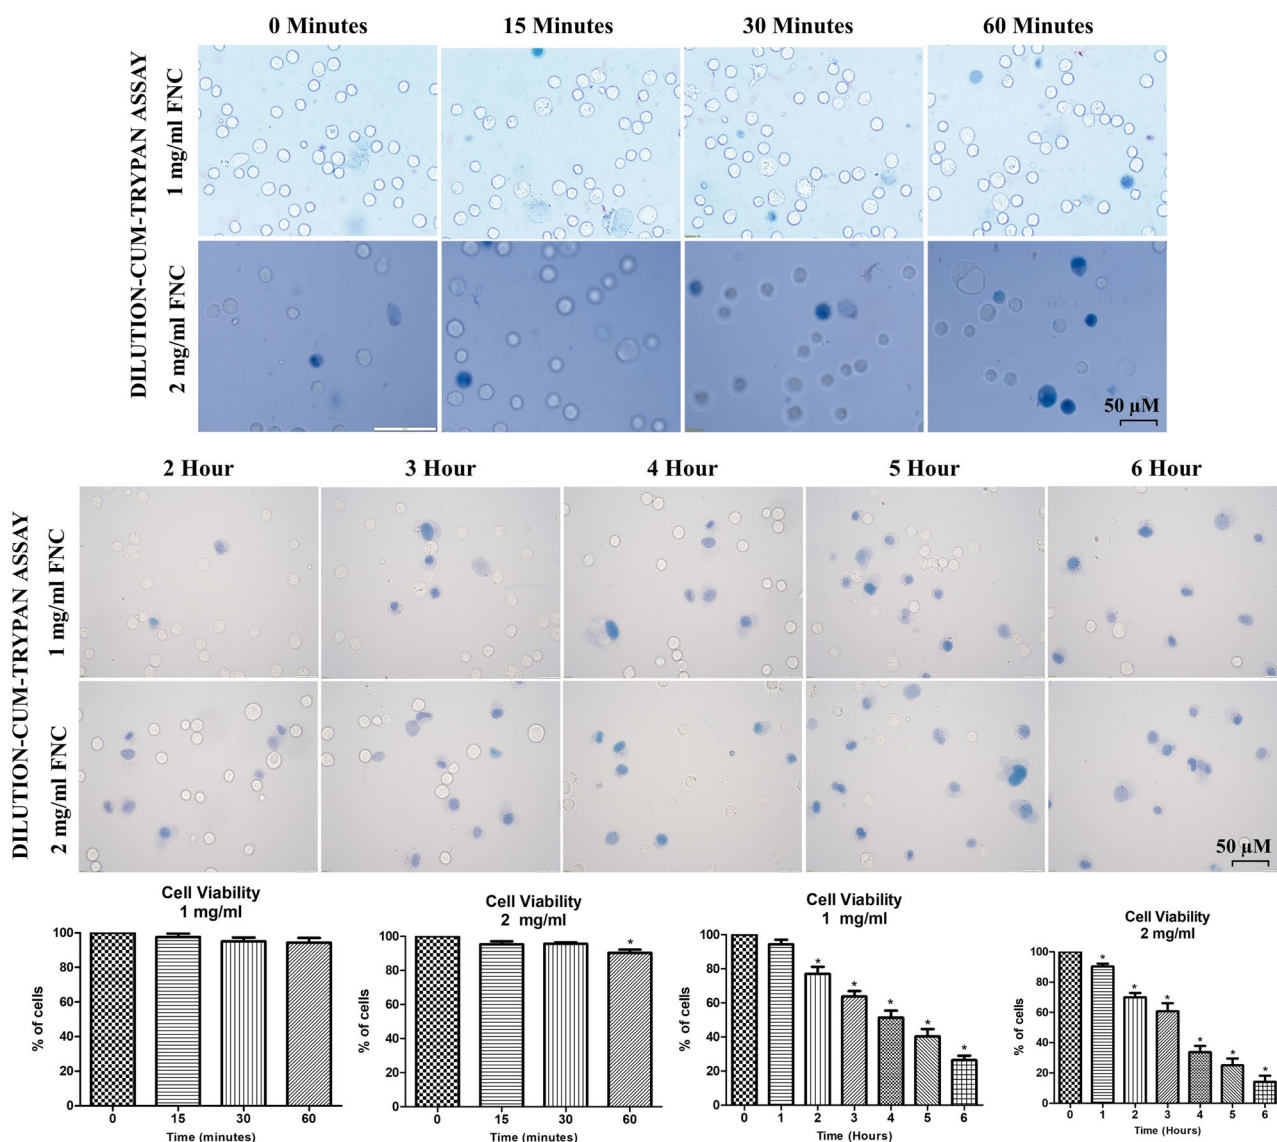 0 Minutes
15 Minutes
30 Minutes
60 Minutes
DILUTION-CUM-TRYPAN ASSAY
1 mg/ml FNC
2 mg/ml FNC
50 µM
2 Hour
3 Hour
4 Hour
5 Hour
6 Hour
DILUTION-CUM-TRYPAN ASSAY
1 mg/ml FNC
2 mg/ml FNC
50 µM
Cell Viability
1 mg/ml
% of cells
100
80
60
40
20
0
0 15 30 60
Time (minutes)
Cell Viability
2 mg/ml
% of cells
100
80
60
40
20
0
*
0 15 30 60
Time (minutes)
Cell Viability
1 mg/ml
% of cells
100
80
60
40
20
0
* * * * *
0 1 2 3 4 5 6
Time (Hours)
Cell Viability
2 mg/ml
% of cells
100
80
60
40
20
0
* * * * * *
0 1 2 3 4 5 6
Time (Hours)